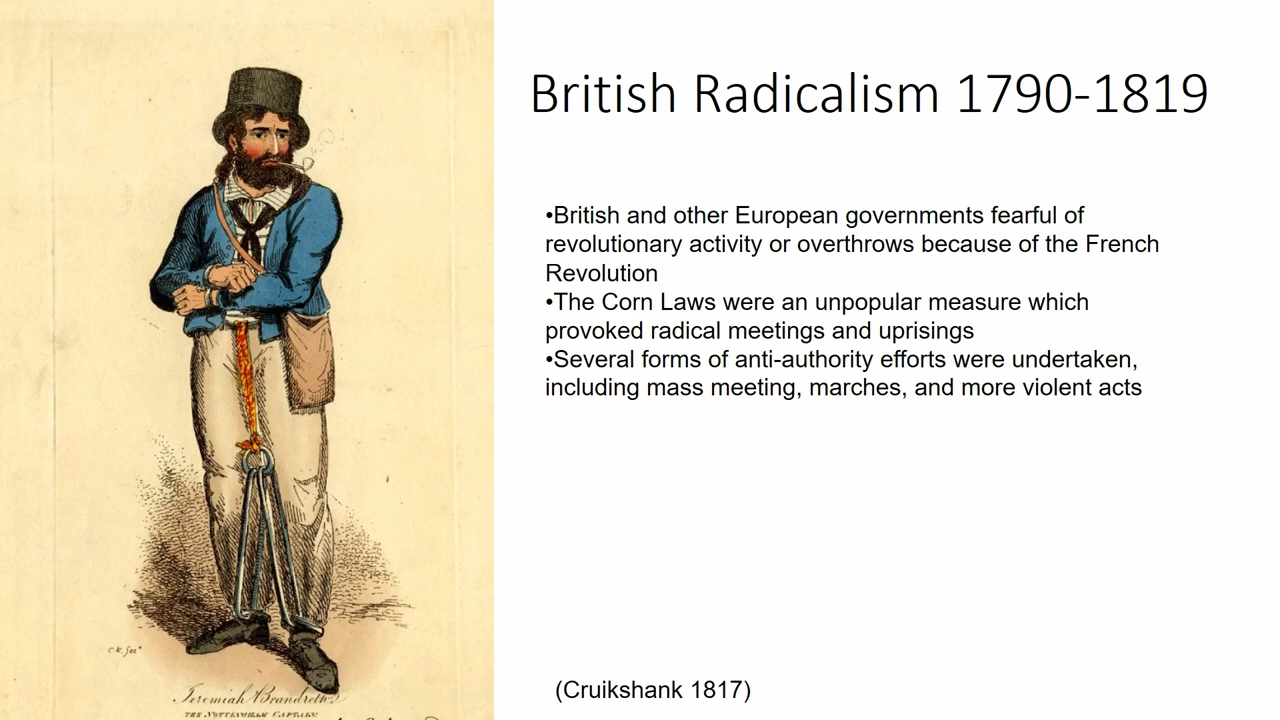 British Radicalism 1790-1819
•British and other European governments fearful of
revolutionary activity or overthrows because of the French
Revolution
•The Corn Laws were an unpopular measure which
provoked radical meetings and uprisings
•Several forms of anti-authority efforts were undertaken,
including mass meeting, marches, and more violent acts
(Cruikshank 1817)
Jeremiah Brandreth
THE NOTTINGHAM CAPTAIN